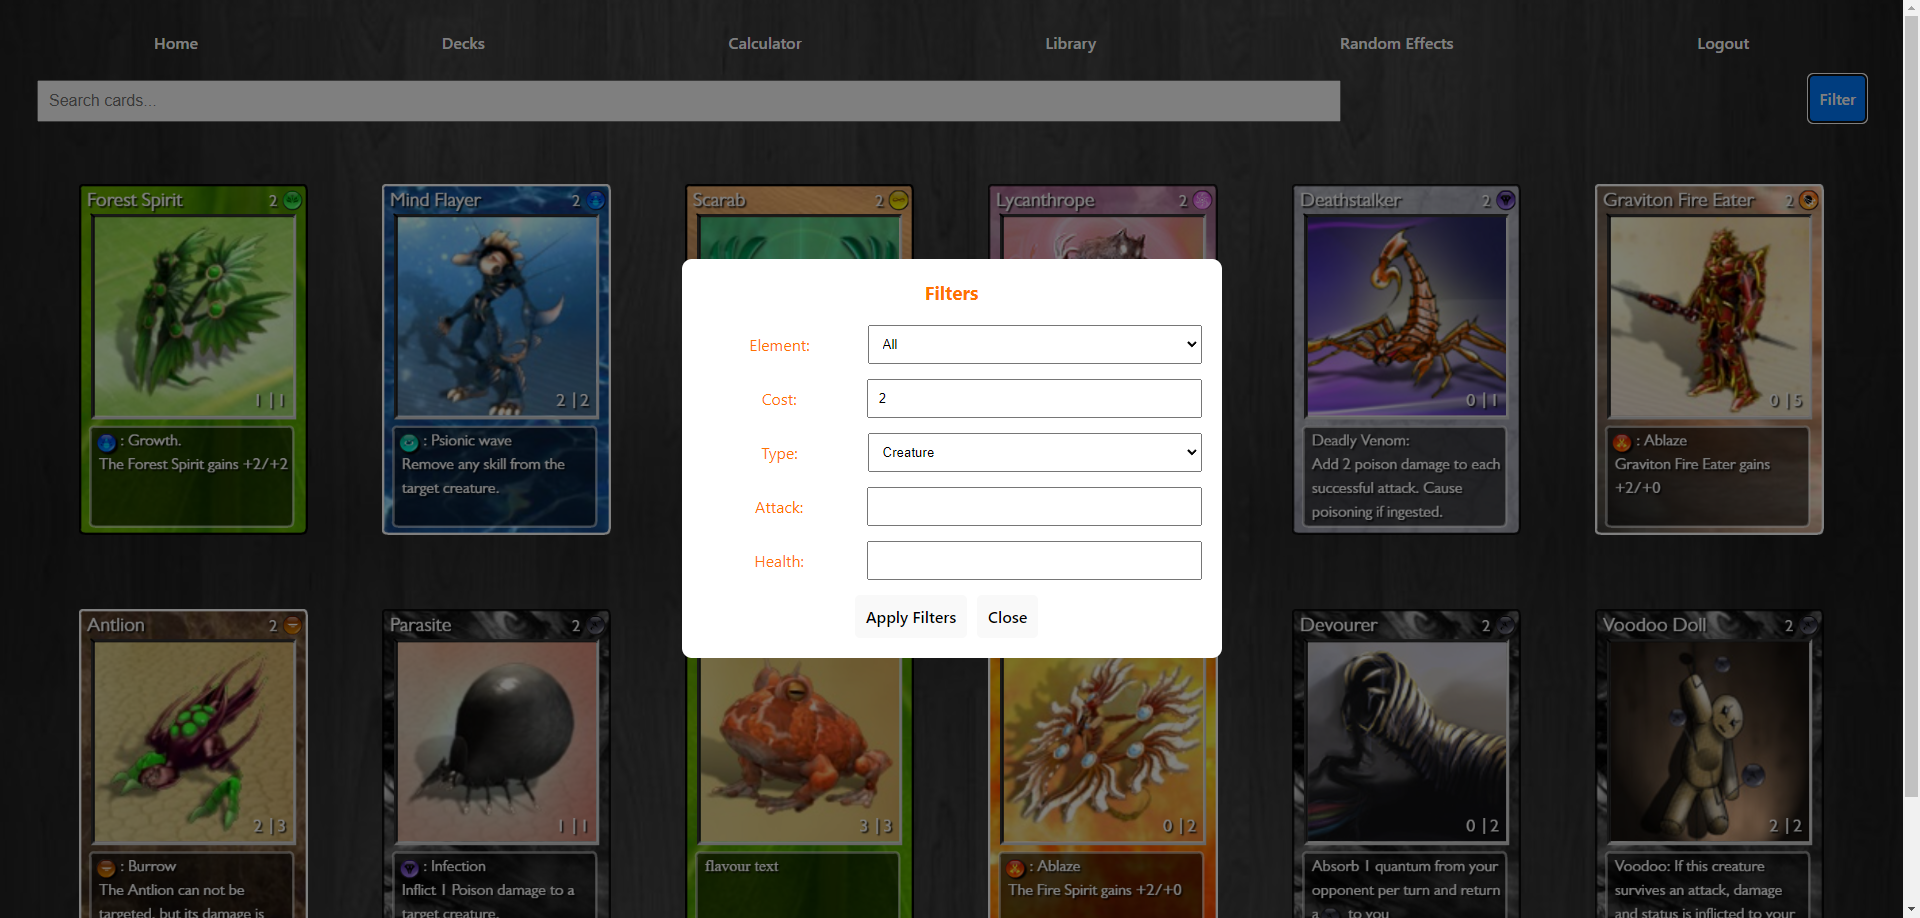 Home
Decks
Calculator
Library
Random Effects
Logout
Search cards...
Filter
Forest Spirit 2
1 | 1
: Growth.
The Forest Spirit gains +2/+2
Mind Flayer 2
2 | 2
: Psionic wave
Remove any skill from the
target creature.
Scarab 2
Lycanthrope 2
Deathstalker 2
0 | 1
Deadly Venom:
Add 2 poison damage to each
successful attack. Cause
poisoning if ingested.
Graviton Fire Eater 2
0 | 5
: Ablaze
Graviton Fire Eater gains
+2/+0
Filters
Element:
All
Cost:
2
Type:
Creature
Attack:
Health:
Apply Filters
Close
Antlion 2
2 | 3
: Burrow
The Antlion can not be
targeted, but its damage is
Parasite 2
1 | 1
: Infection
Inflict 1 Poison damage to a
target creature.
3 | 3
flavour text
0 | 2
: Ablaze
The Fire Spirit gains +2/+0
Devourer 2
0 | 2
Absorb 1 quantum from your
opponent per turn and return
a to you
Voodoo Doll 2
2 | 2
Voodoo: If this creature
survives an attack, damage
and status is inflicted to your